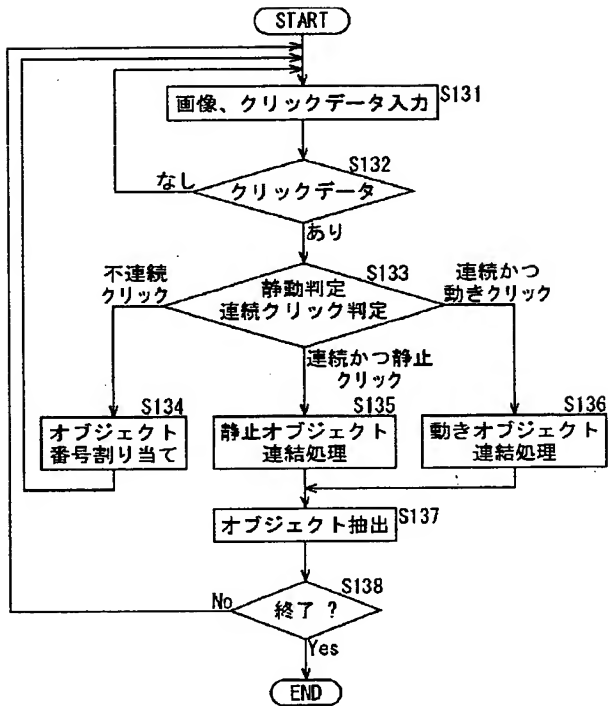 START
画像、クリックデータ入力
S131
S132
なし
クリックデータ
あり
S133
不連続
クリック
静動判定
連続クリック判定
連続かつ
動きクリック
連続かつ静止
クリック
S134
オブジェクト
番号割り当て
S135
静止オブジェクト
連結処理
S136
動きオブジェクト
連結処理
オブジェクト抽出
S137
S138
No
終了 ?
Yes
END